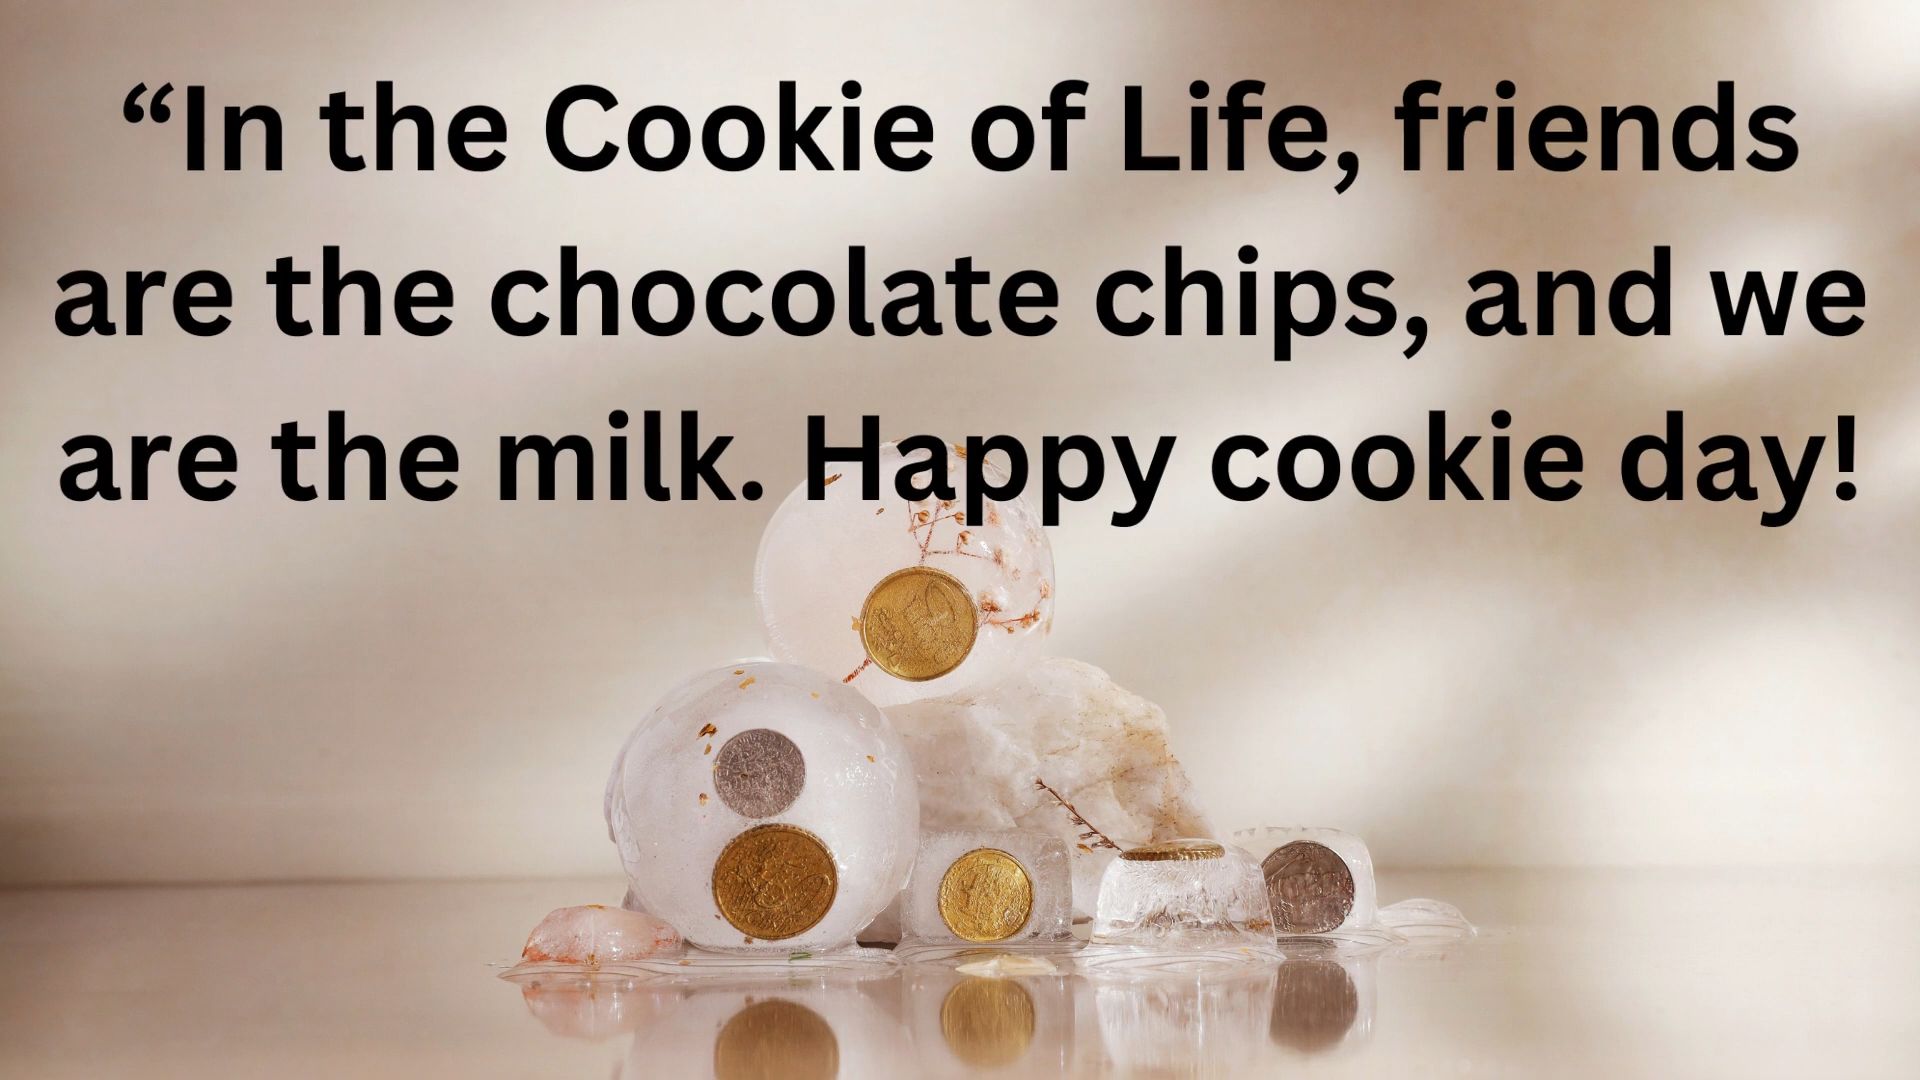 “In the Cookie of Life, friends
are the chocolate chips, and we
are the milk. Happy cookie day!